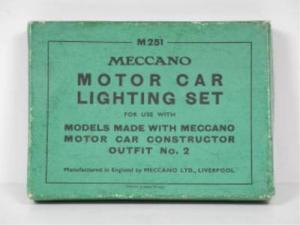 M251
MECCANO
MOTOR CAR
LIGHTING SET
FOR USE WITH
MODELS MADE WITH MECCANO
MOTOR CAR CONSTRUCTOR
OUTFIT No. 2
Manufactured in England by MECCANO LTD., LIVERPOOL